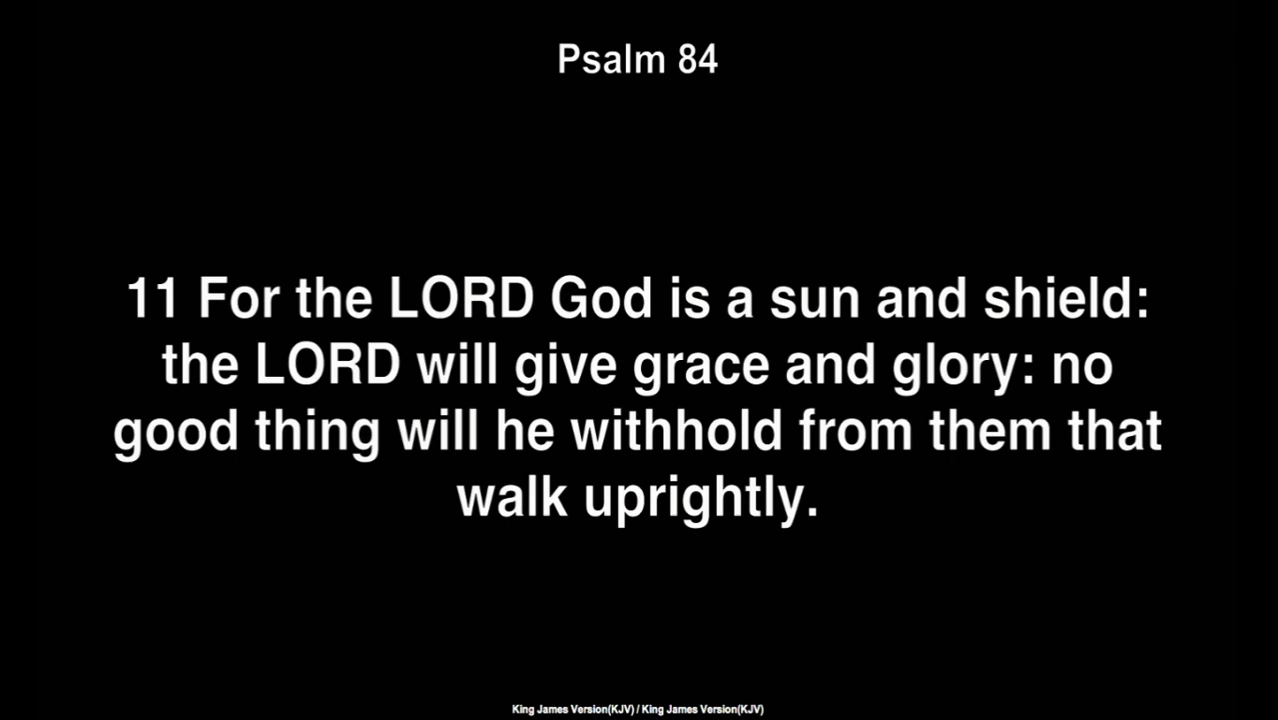 Psalm 84
11 For the LORD God is a sun and shield:
the LORD will give grace and glory: no
good thing will he withhold from them that
walk uprightly.
King James Version(KJV) / King James Version(KJV)